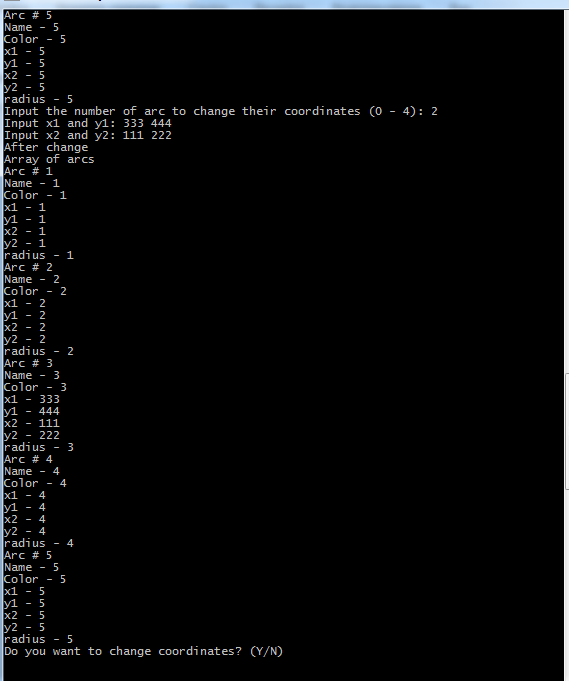 Arc # 5
Name - 5
Color - 5
x1 - 5
y1 - 5
x2 - 5
y2 - 5
radius - 5
Input the number of arc to change their coordinates (0 - 4): 2
Input x1 and y1: 333 444
Input x2 and y2: 111 222
After change
Array of arcs
Arc # 1
Name - 1
Color - 1
x1 - 1
y1 - 1
x2 - 1
y2 - 1
radius - 1
Arc # 2
Name - 2
Color - 2
x1 - 2
y1 - 2
x2 - 2
y2 - 2
radius - 2
Arc # 3
Name - 3
Color - 3
x1 - 333
y1 - 444
x2 - 111
y2 - 222
radius - 3
Arc # 4
Name - 4
Color - 4
x1 - 4
y1 - 4
x2 - 4
y2 - 4
radius - 4
Arc # 5
Name - 5
Color - 5
x1 - 5
y1 - 5
x2 - 5
y2 - 5
radius - 5
Do you want to change coordinates? (Y/N)